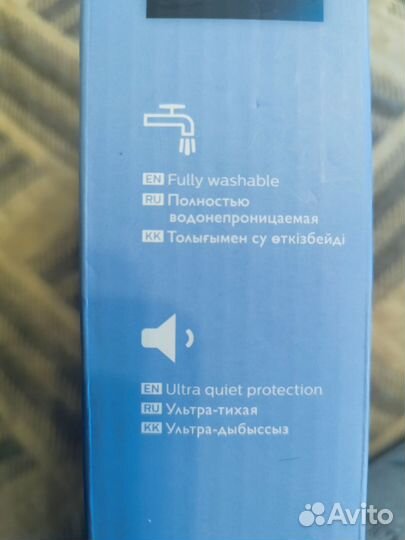 EN Fully washable
RU Полностью
водонепроницаемая
KK Толығымен су өткізбейді
EN Ultra quiet protection
RU Ультра-тихая
KK Ультра-дыбыссыз
Avito